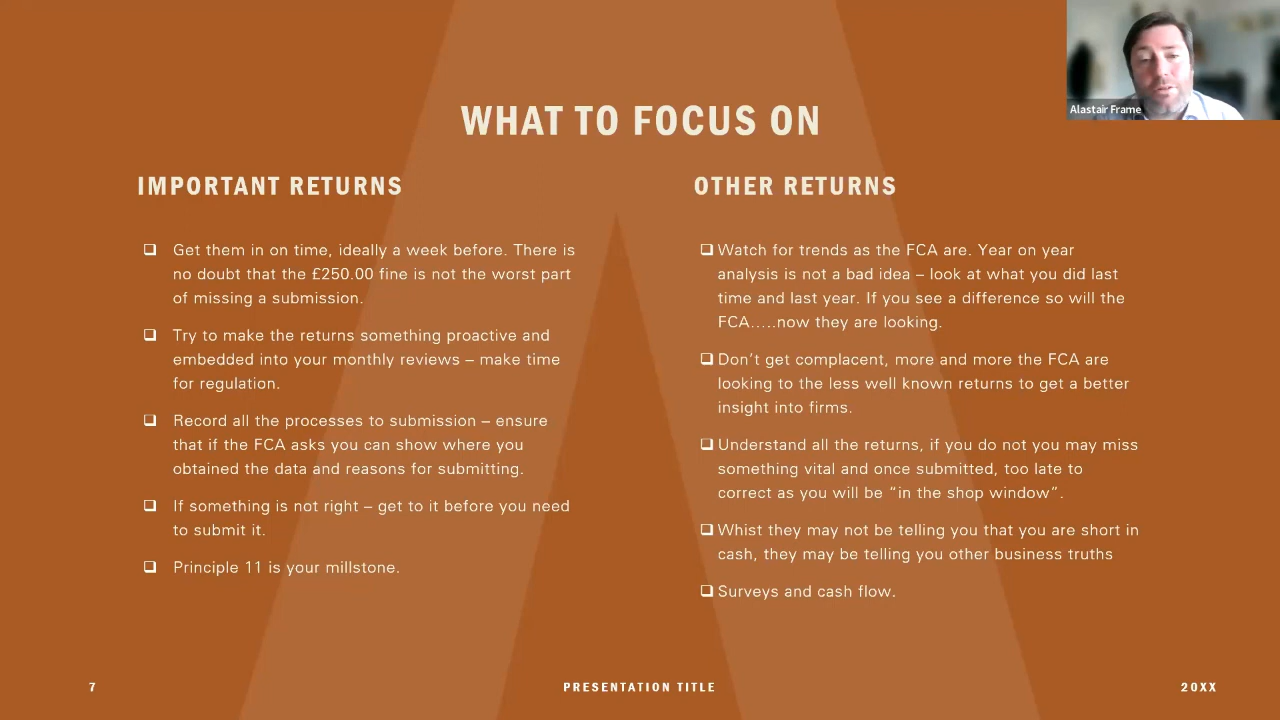 Alastair Frame
WHAT TO FOCUS ON
IMPORTANT RETURNS
Get them in on time, ideally a week before. There is
no doubt that the £250.00 fine is not the worst part
of missing a submission.
Try to make the returns something proactive and
embedded into your monthly reviews – make time
for regulation.
Record all the processes to submission – ensure
that if the FCA asks you can show where you
obtained the data and reasons for submitting.
If something is not right – get to it before you need
to submit it.
Principle 11 is your millstone.
OTHER RETURNS
Watch for trends as the FCA are. Year on year
analysis is not a bad idea – look at what you did last
time and last year. If you see a difference so will the
FCA…..now they are looking.
Don’t get complacent, more and more the FCA are
looking to the less well known returns to get a better
insight into firms.
Understand all the returns, if you do not you may miss
something vital and once submitted, too late to
correct as you will be “in the shop window”.
Whist they may not be telling you that you are short in
cash, they may be telling you other business truths
Surveys and cash flow.
7
PRESENTATION TITLE
20XX